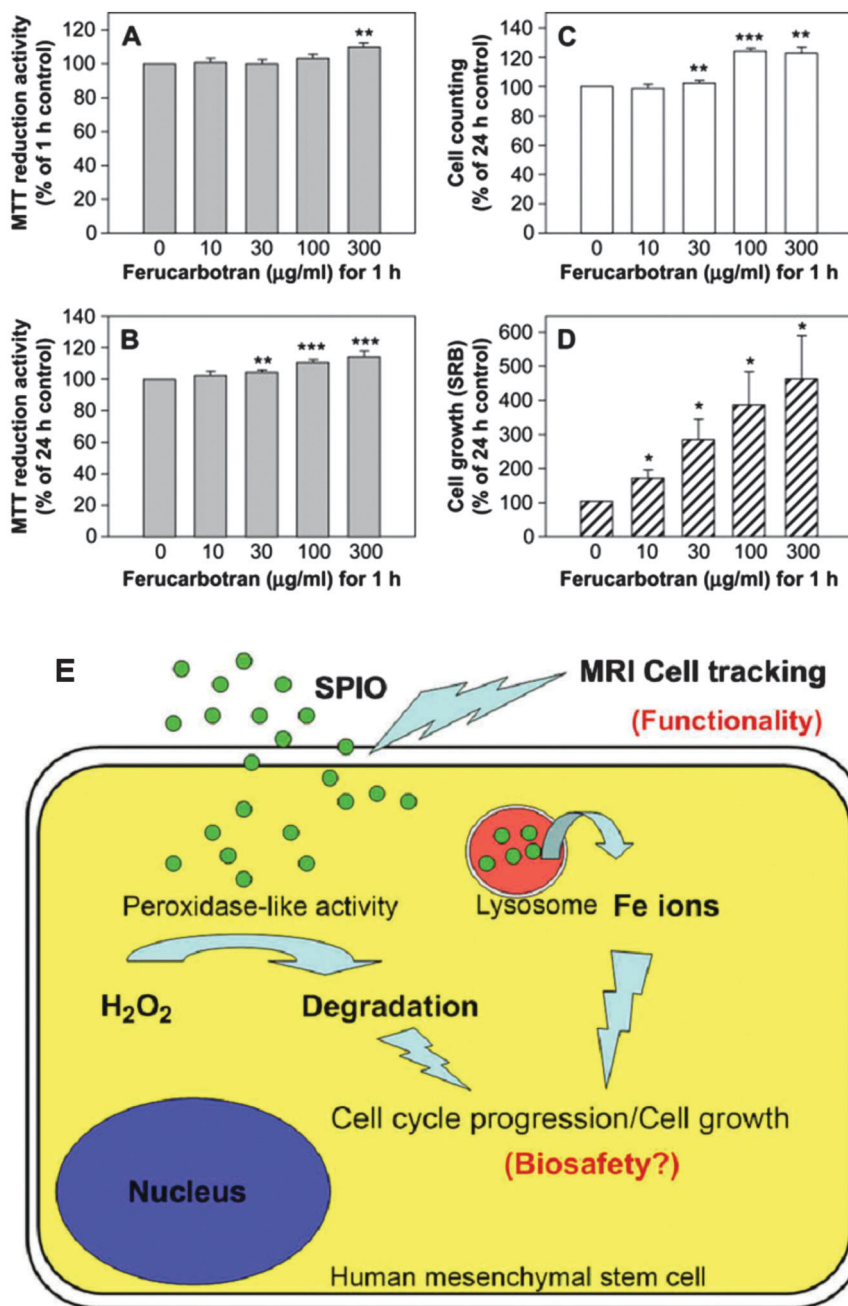 A
MTT reduction activity
(% of 1 h control)
120
100
80
60
40
20
0
**
0 10 30 100 300
Ferucarbotran (μg/ml) for 1 h
C
Cell counting
(% of 24 h control)
140
120
100
80
60
40
20
0
** *** **
0 10 30 100 300
Ferucarbotran (μg/ml) for 1 h
B
MTT reduction activity
(% of 24 h control)
140
120
100
80
60
40
20
0
** *** ***
0 10 30 100 300
Ferucarbotran (μg/ml) for 1 h
D
Cell growth (SRB)
(% of 24 h control)
600
500
400
300
200
100
0
* * * *
0 10 30 100 300
Ferucarbotran (μg/ml) for 1 h
E
SPIO
MRI Cell tracking
(Functionality)
Peroxidase-like activity
Lysosome Fe ions
H₂O₂
Degradation
Cell cycle progression/Cell growth
(Biosafety?)
Nucleus
Human mesenchymal stem cell